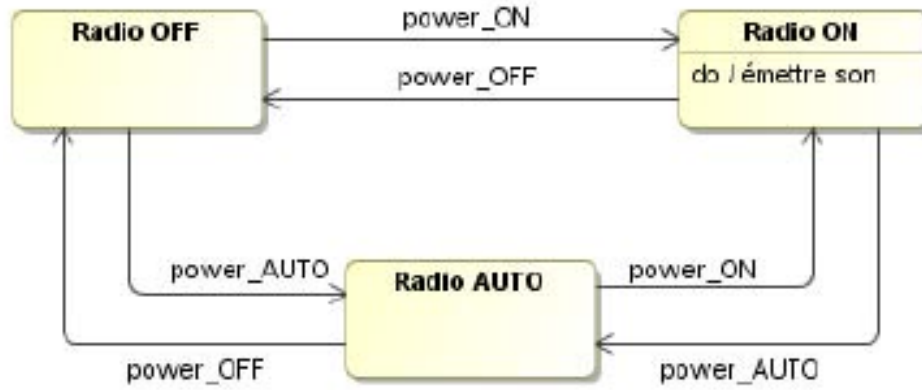 Radio OFF
power_ON
Radio ON
power_OFF
do / émettre son
power_AUTO
Radio AUTO
power_ON
power_OFF
power_AUTO